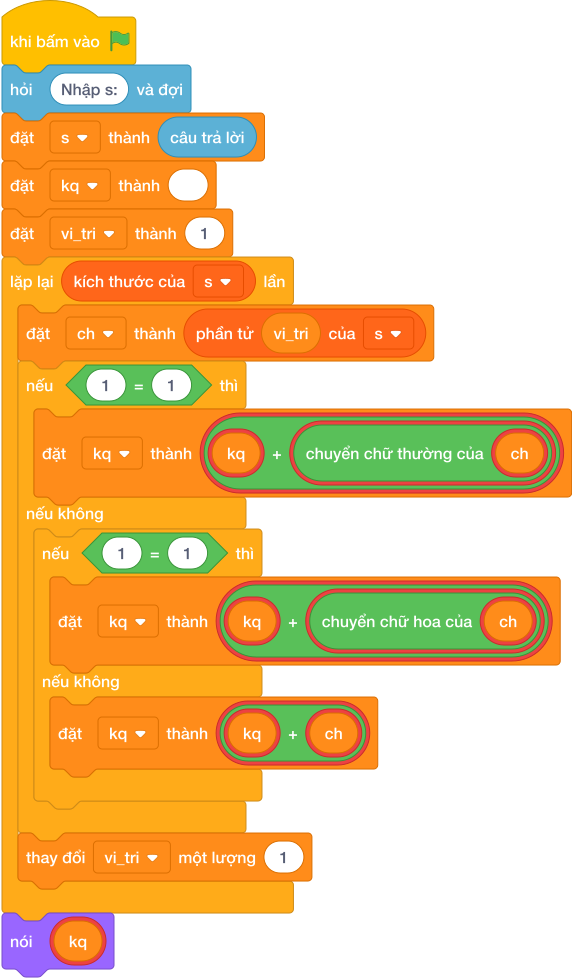 khi bấm vào
hỏi Nhập s: và đợi
đặt s thành câu trả lời
đặt kq thành
đặt vi_tri thành 1
lặp lại kích thước của s lần
đặt ch thành phần tử vi_tri của s
nếu 1 = 1 thì
đặt kq thành kq + chuyển chữ thường của ch
nếu không
nếu 1 = 1 thì
đặt kq thành kq + chuyển chữ hoa của ch
nếu không
đặt kq thành kq + ch
thay đổi vi_tri một lượng 1
nói kq